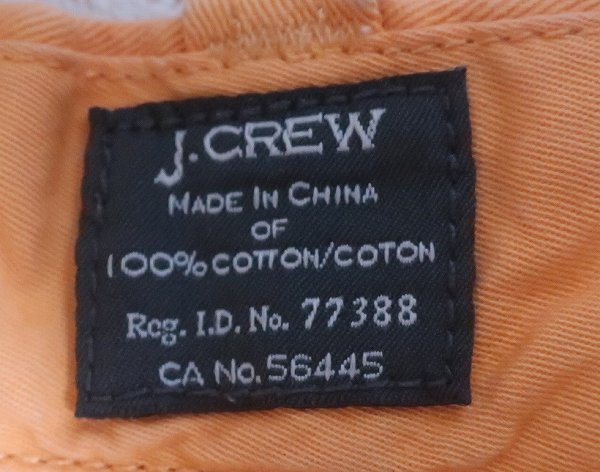 J.CREW
MADE IN CHINA
OF
100% COTTON/COTON
Reg. I.D. No. 77388
CA No. 56445